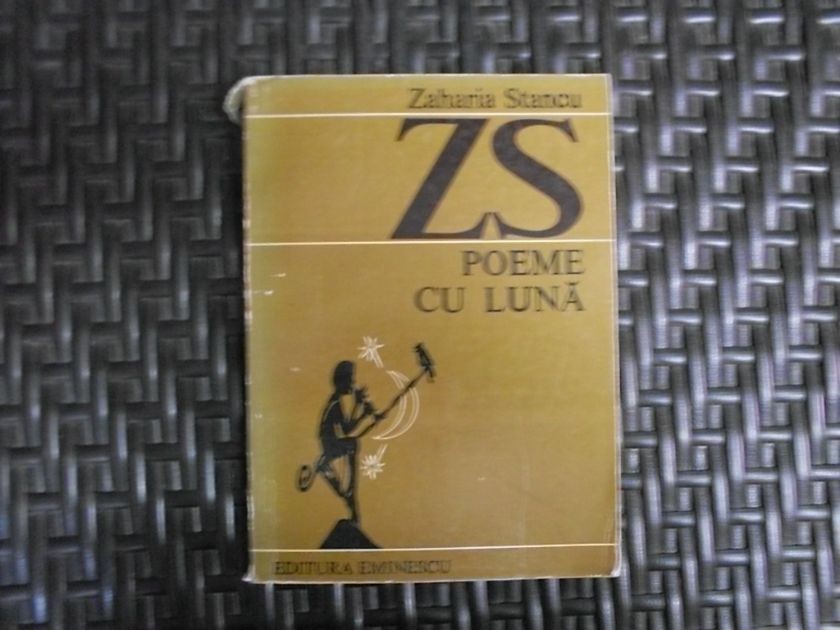 Zaharia Stancu
ZS
POEME
CU LUNĂ
EDITURA EMINESCU